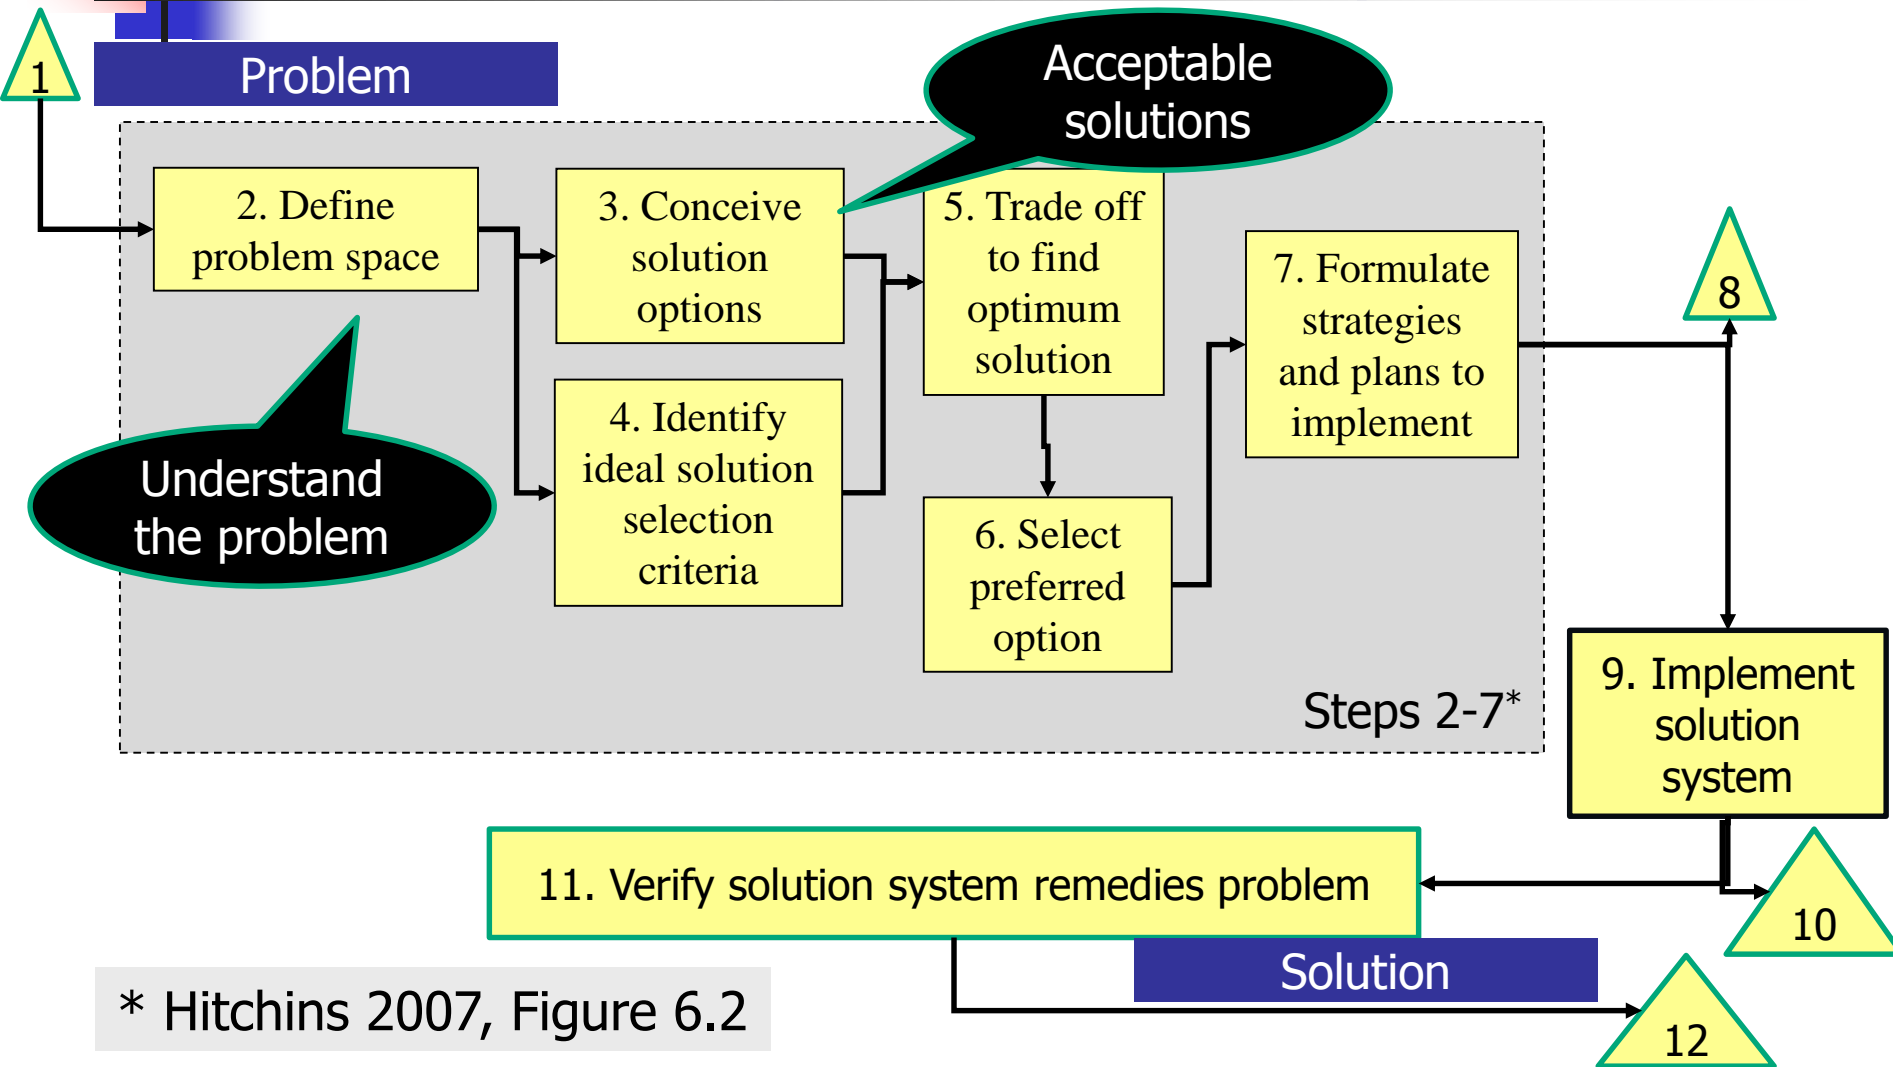 1
Problem
Acceptable
solutions
2. Define
problem space
3. Conceive
solution
options
4. Identify
ideal solution
selection
criteria
5. Trade off
to find
optimum
solution
6. Select
preferred
option
7. Formulate
strategies
and plans to
implement
8
Understand
the problem
Steps 2-7*
9. Implement
solution
system
10
11. Verify solution system remedies problem
Solution
12
* Hitchins 2007, Figure 6.2